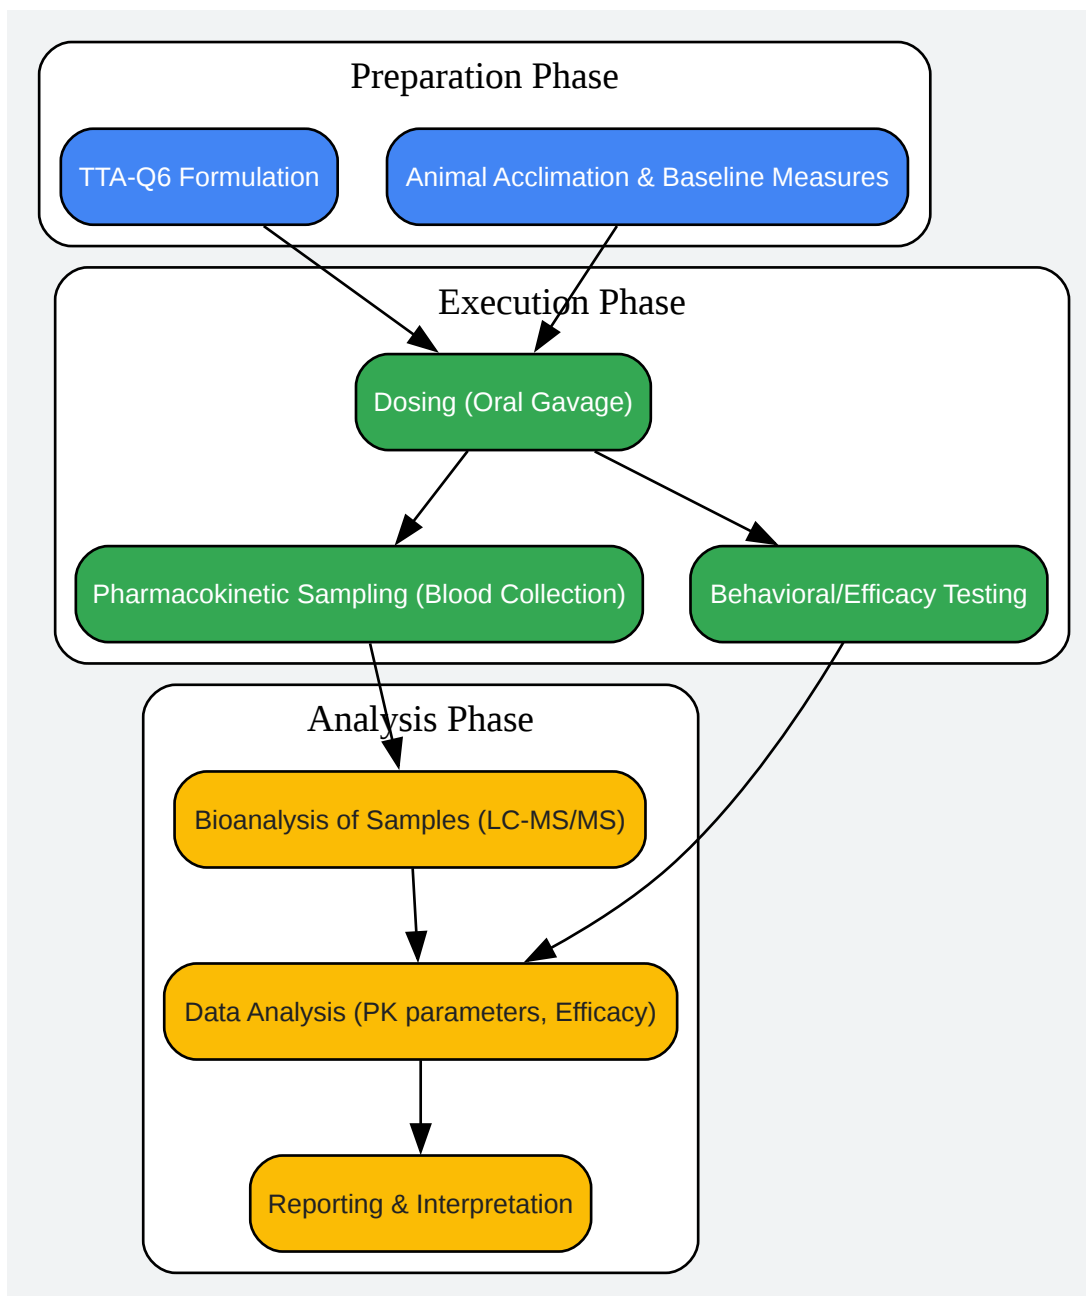 Preparation Phase
TTA-Q6 Formulation
Animal Acclimation & Baseline Measures
Execution Phase
Dosing (Oral Gavage)
Pharmacokinetic Sampling (Blood Collection)
Behavioral/Efficacy Testing
Analysis Phase
Bioanalysis of Samples (LC-MS/MS)
Data Analysis (PK parameters, Efficacy)
Reporting & Interpretation